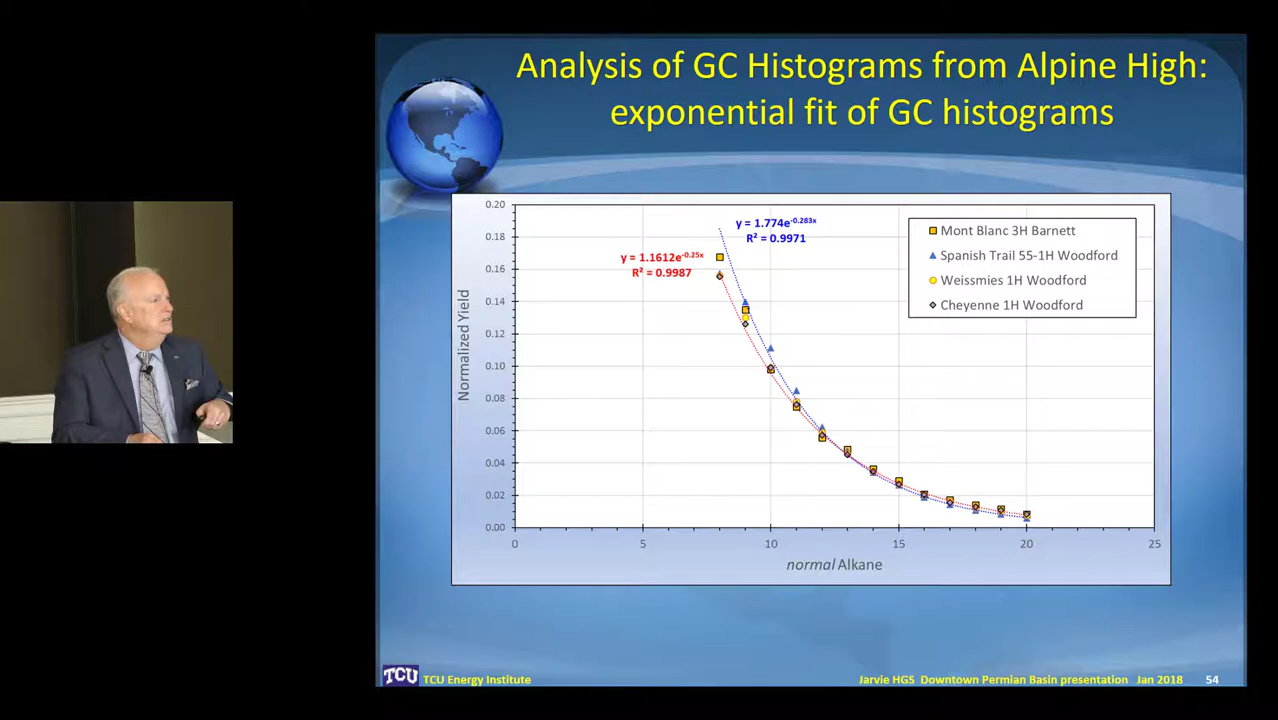 Analysis of GC Histograms from Alpine High:
exponential fit of GC histograms
0.20
0.18
0.16
0.14
0.12
0.10
0.08
0.06
0.04
0.02
0.00
Normalized Yield
y = 1.774e^-0.283x
R² = 0.9971
y = 1.1612e^-0.25x
R² = 0.9987
Mont Blanc 3H Barnett
Spanish Trail 55-1H Woodford
Weissmies 1H Woodford
Cheyenne 1H Woodford
0 5 10 15 20 25
normal Alkane
TCU TCU Energy Institute
Jarvie HGS Downtown Permian Basin presentation Jan 2018 54